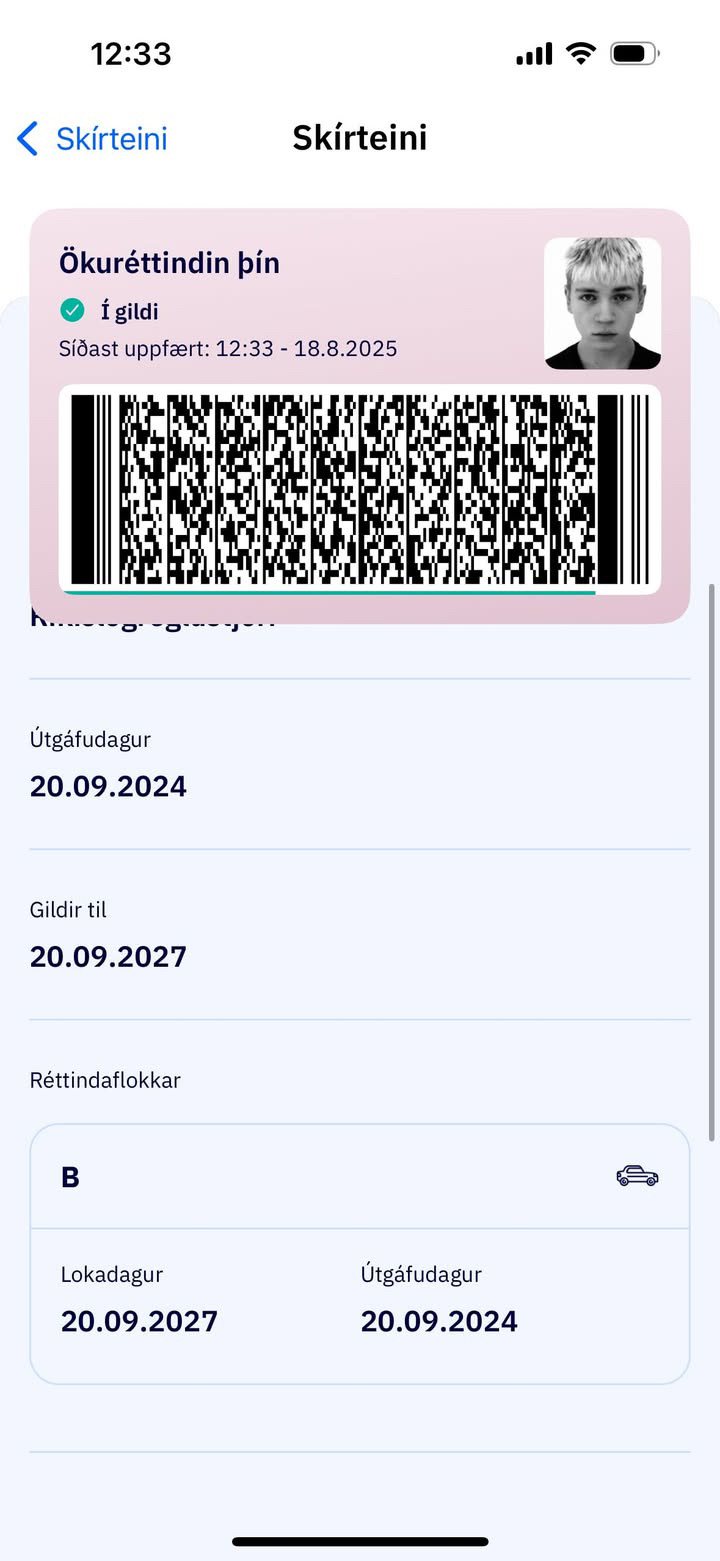 12:33
Skírteini
Skírteini
Ökuréttindin þín
Í gildi
Síðast uppfært: 12:33 - 18.8.2025
Útgáfudagur
20.09.2024
Gildir til
20.09.2027
Réttindaflokkar
B
Lokadagur
Útgáfudagur
20.09.2027
20.09.2024